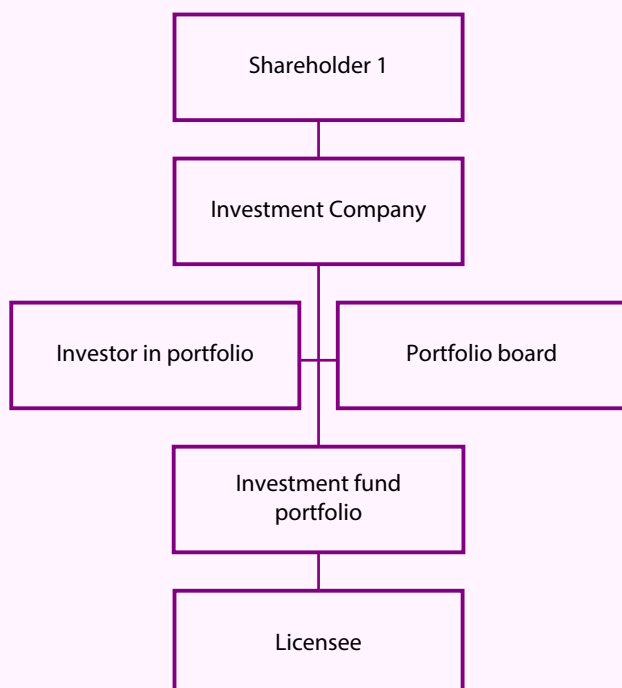 Shareholder 1
Investment Company
Investor in portfolio
Portfolio board
Investment fund
portfolio
Licensee